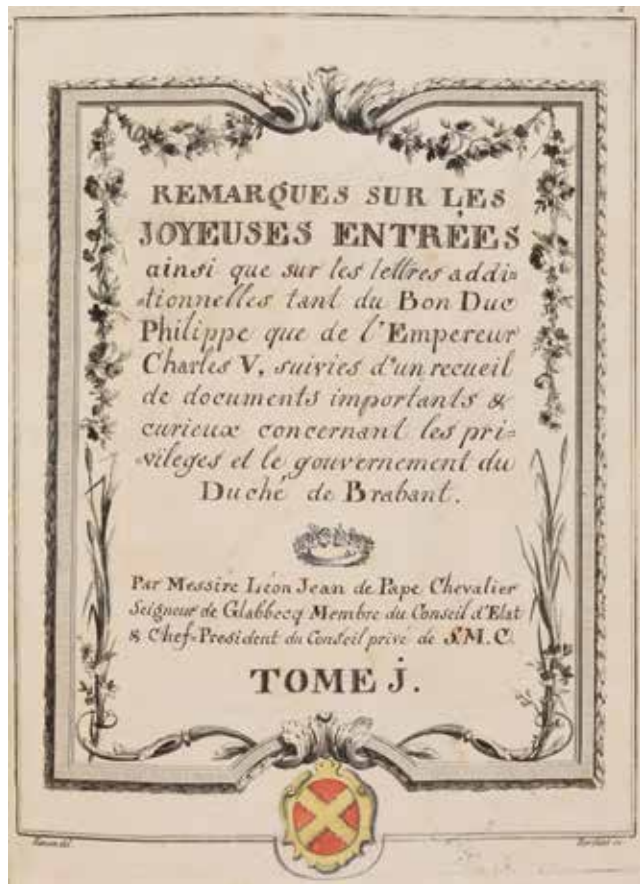 REMARQUES SUR LES
JOYEUSES ENTRÉES
ainsi que sur les lettres addi=
=tionnelles tant du Bon Duc
Philippe que de l'Empereur
Charles V, suivies d'un recueil
de documents importants &
curieux concernant les pri=
=vileges et le gouvernement du
Duché de Brabant.
Par Messire Léon Jean de Pape Chevalier
Seigneur de Glabbecq Membre du Conseil d'Etat
& Chef=President du Conseil privé de S.M.C.
TOME j.